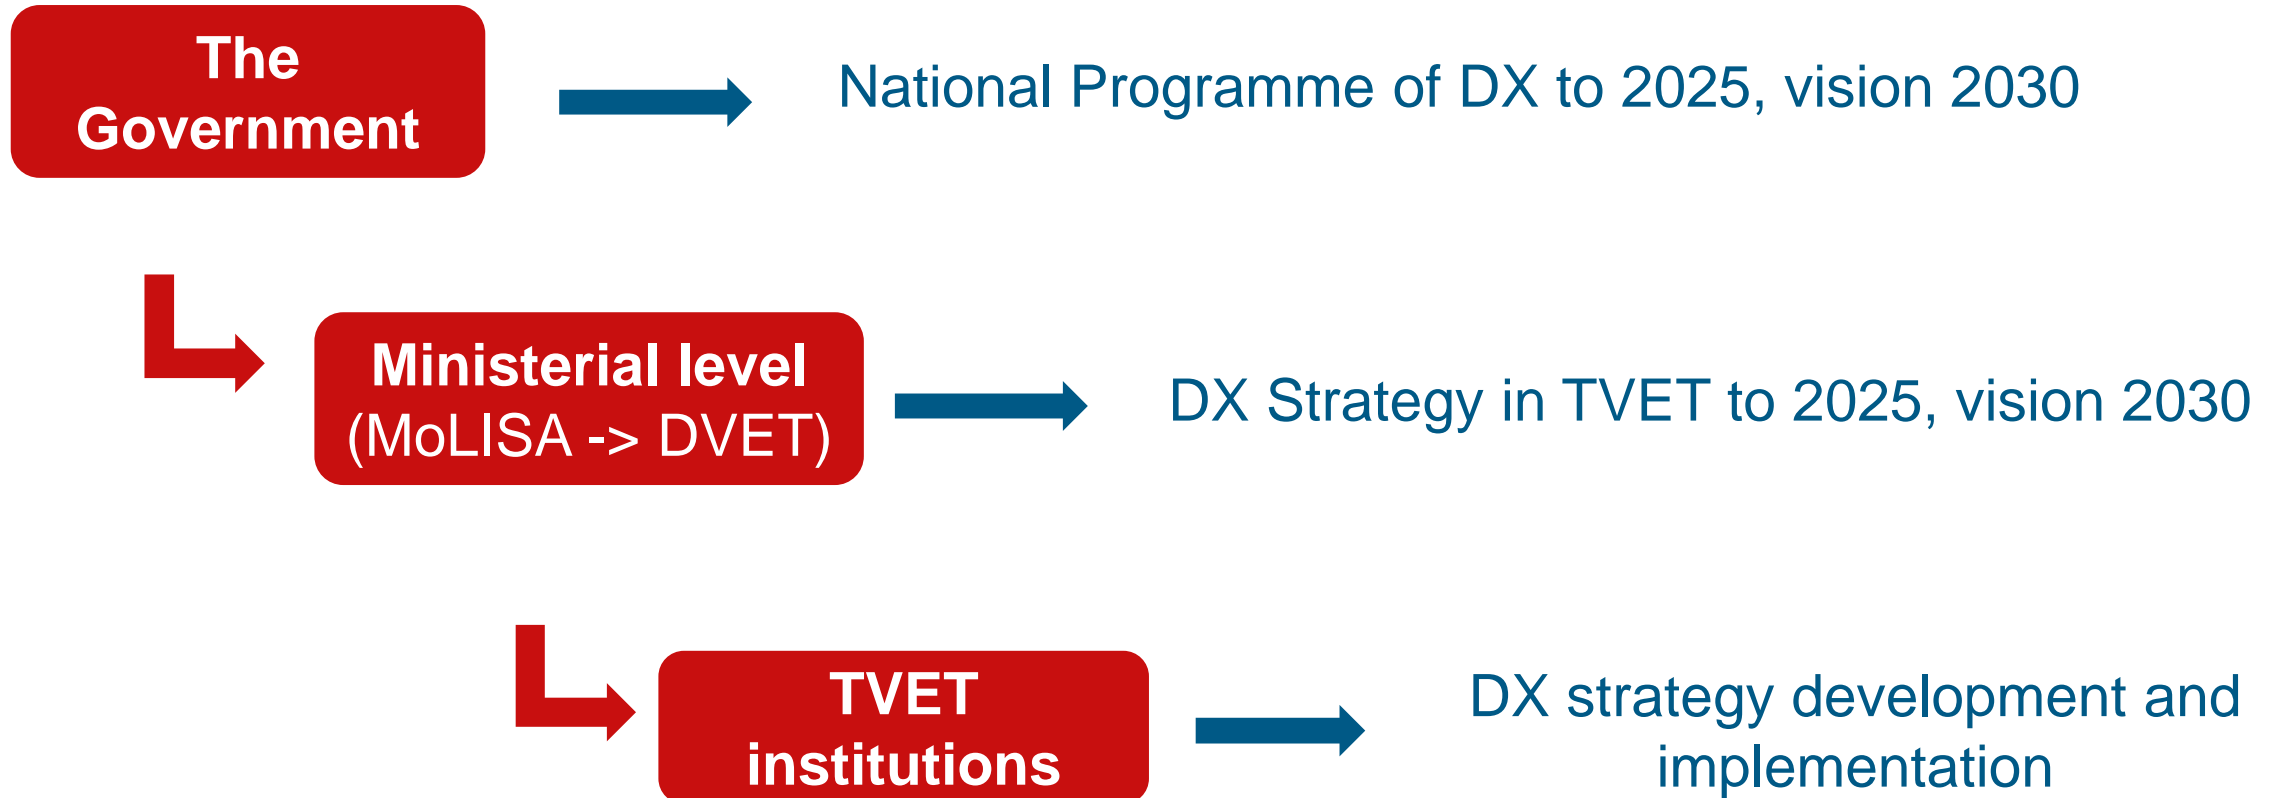 The
Government
National Programme of DX to 2025, vision 2030
Ministerial level
(MoLISA -> DVET)
DX Strategy in TVET to 2025, vision 2030
TVET
institutions
DX strategy development and
implementation